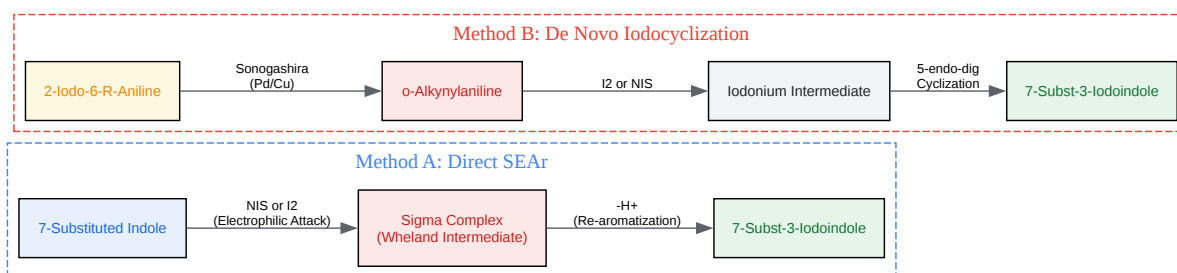 Method B: De Novo Iodocyclization
2-Iodo-6-R-Aniline
Sonogashira
(Pd/Cu)
o-Alkynylaniline
I2 or NIS
Iodonium Intermediate
5-endo-dig
Cyclization
7-Subst-3-Iodoindole
Method A: Direct SEAr
7-Substituted Indole
NIS or I2
(Electrophilic Attack)
Sigma Complex
(Wheland Intermediate)
-H+
(Re-aromatization)
7-Subst-3-Iodoindole